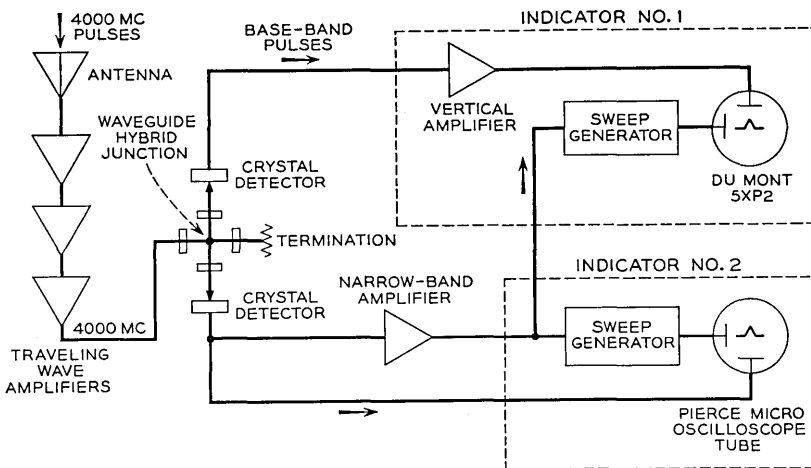 4000 MC
PULSES
ANTENNA
WAVEGUIDE
HYBRID
JUNCTION
BASE-BAND
PULSES
INDICATOR NO. 1
VERTICAL
AMPLIFIER
SWEEP
GENERATOR
DU MONT
5XP2
CRYSTAL
DETECTOR
TERMINATION
CRYSTAL
DETECTOR
NARROW-BAND
AMPLIFIER
INDICATOR NO. 2
SWEEP
GENERATOR
4000 MC
TRAVELING
WAVE
AMPLIFIERS
PIERCE MICRO
OSCILLOSCOPE
TUBE